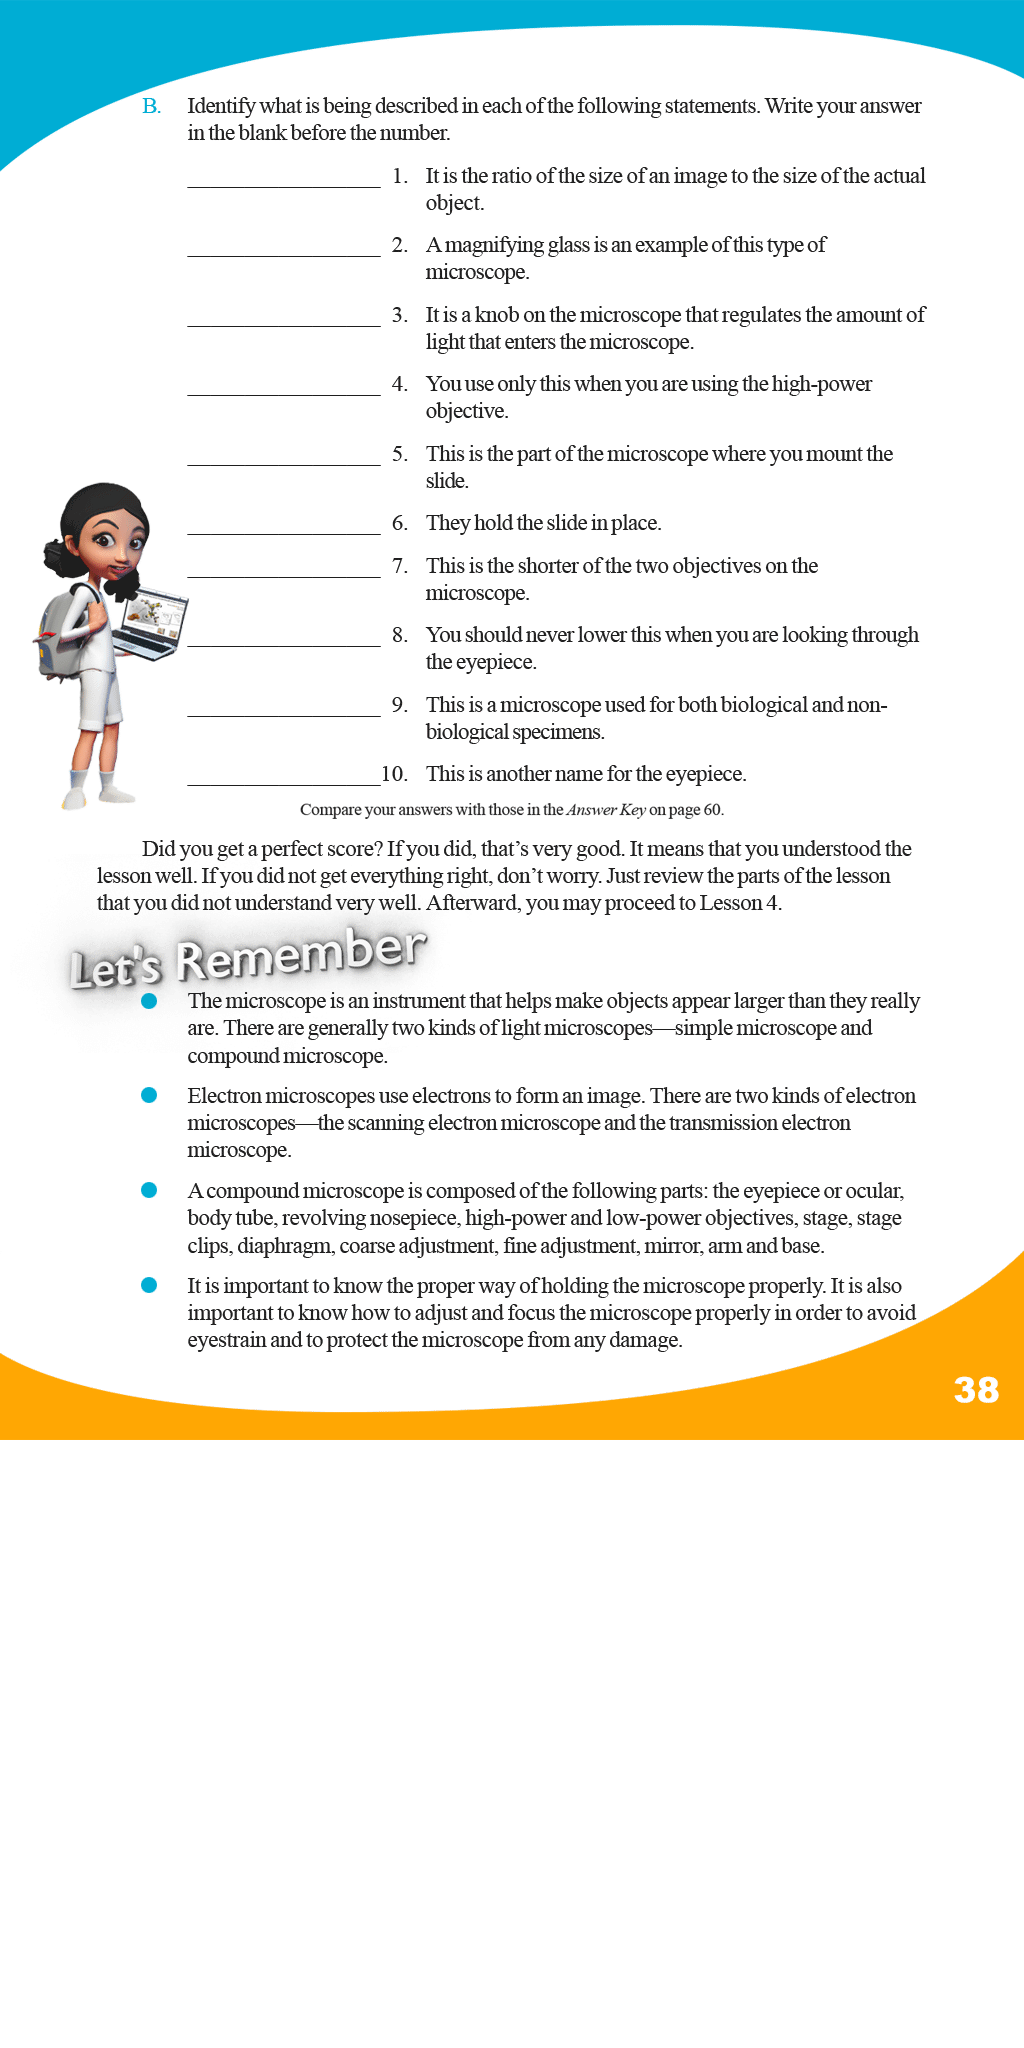 B. Identify what is being described in each of the following statements. Write your answer
in the blank before the number.
____________________ 1. It is the ratio of the size of an image to the size of the actual
object.
____________________ 2. A magnifying glass is an example of this type of
microscope.
____________________ 3. It is a knob on the microscope that regulates the amount of
light that enters the microscope.
____________________ 4. You use only this when you are using the high-power
objective.
____________________ 5. This is the part of the microscope where you mount the
slide.
____________________ 6. They hold the slide in place.
____________________ 7. This is the shorter of the two objectives on the
microscope.
____________________ 8. You should never lower this when you are looking through
the eyepiece.
____________________ 9. This is a microscope used for both biological and non-
biological specimens.
____________________10. This is another name for the eyepiece.
Compare your answers with those in the Answer Key on page 60.
Did you get a perfect score? If you did, that’s very good. It means that you understood the
lesson well. If you did not get everything right, don’t worry. Just review the parts of the lesson
that you did not understand very well. Afterward, you may proceed to Lesson 4.
Let's Remember
● The microscope is an instrument that helps make objects appear larger than they really
are. There are generally two kinds of light microscopes—simple microscope and
compound microscope.
● Electron microscopes use electrons to form an image. There are two kinds of electron
microscopes—the scanning electron microscope and the transmission electron
microscope.
● A compound microscope is composed of the following parts: the eyepiece or ocular,
body tube, revolving nosepiece, high-power and low-power objectives, stage, stage
clips, diaphragm, coarse adjustment, fine adjustment, mirror, arm and base.
● It is important to know the proper way of holding the microscope properly. It is also
important to know how to adjust and focus the microscope properly in order to avoid
eyestrain and to protect the microscope from any damage.
38